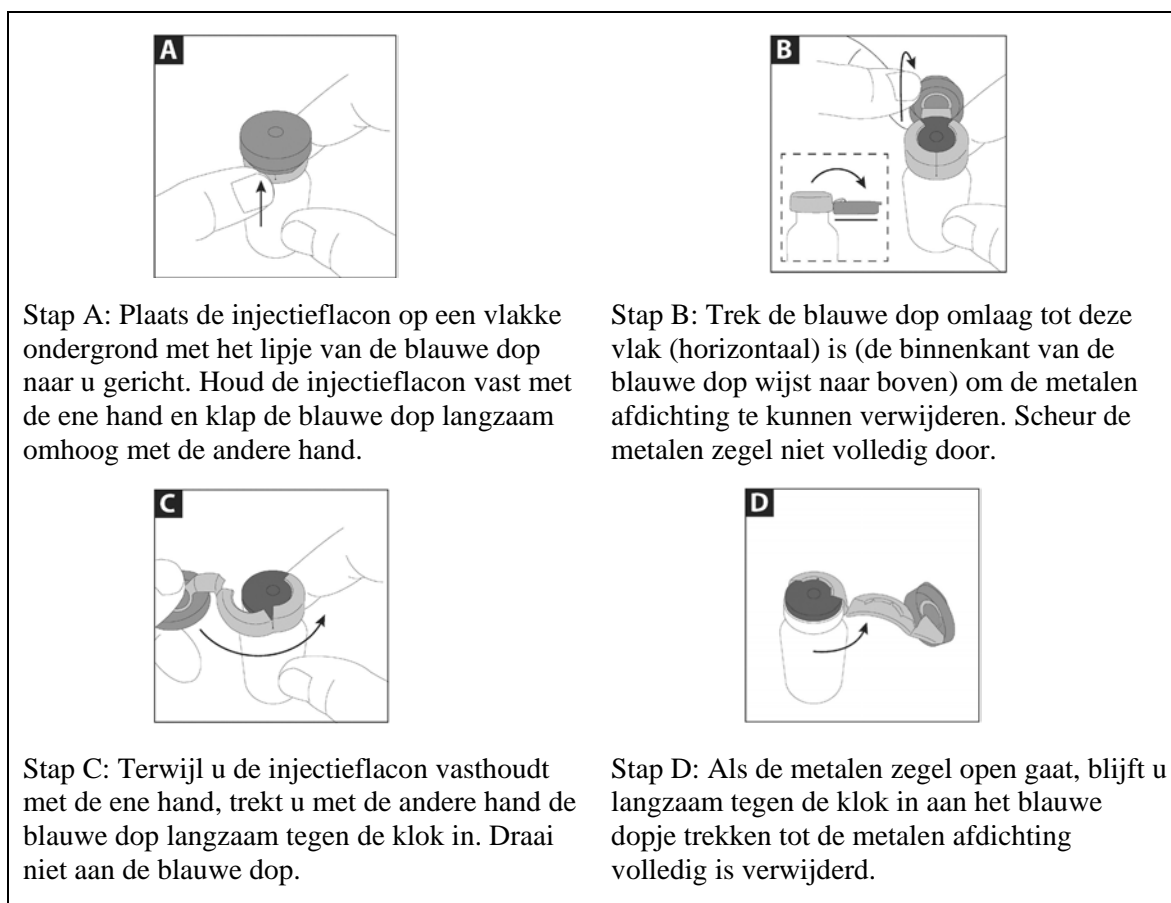 A
B
Stap A: Plaats de injectieflacon op een vlakke
ondergrond met het lipje van de blauwe dop
naar u gericht. Houd de injectieflacon vast met
de ene hand en klap de blauwe dop langzaam
omhoog met de andere hand.
Stap B: Trek de blauwe dop omlaag tot deze
vlak (horizontaal) is (de binnenkant van de
blauwe dop wijst naar boven) om de metalen
afdichting te kunnen verwijderen. Scheur de
metalen zegel niet volledig door.
C
D
Stap C: Terwijl u de injectieflacon vasthoudt
met de ene hand, trekt u met de andere hand de
blauwe dop langzaam tegen de klok in. Draai
niet aan de blauwe dop.
Stap D: Als de metalen zegel open gaat, blijft u
langzaam tegen de klok in aan het blauwe
dopje trekken tot de metalen afdichting
volledig is verwijderd.